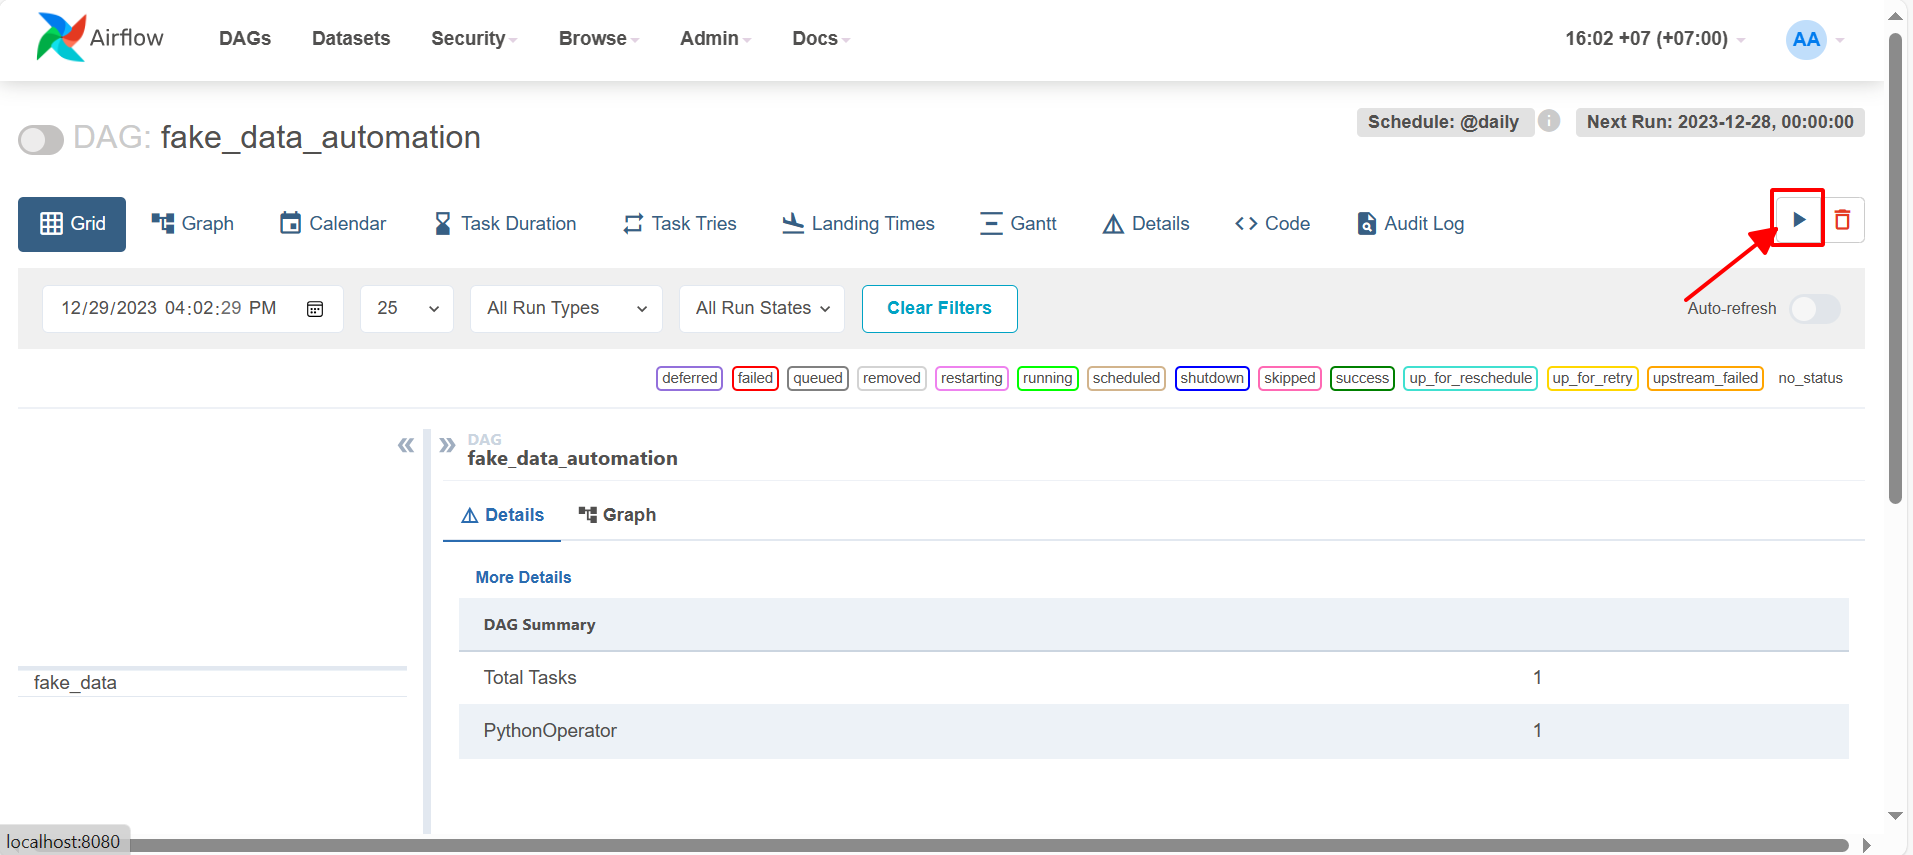 Airflow DAGs Datasets Security Browse Admin Docs 16:02 +07 (+07:00) AA
DAG: fake_data_automation Schedule: @daily i Next Run: 2023-12-28, 00:00:00
Grid Graph Calendar Task Duration Task Tries Landing Times Gantt Details Code Audit Log
12/29/2023 04:02:29 PM 25 All Run Types All Run States Clear Filters Auto-refresh
deferred failed queued removed restarting running scheduled shutdown skipped success up_for_reschedule up_for_retry upstream_failed no_status
DAG
fake_data_automation
Details Graph
More Details
DAG Summary
Total Tasks 1
fake_data
PythonOperator 1
localhost:8080